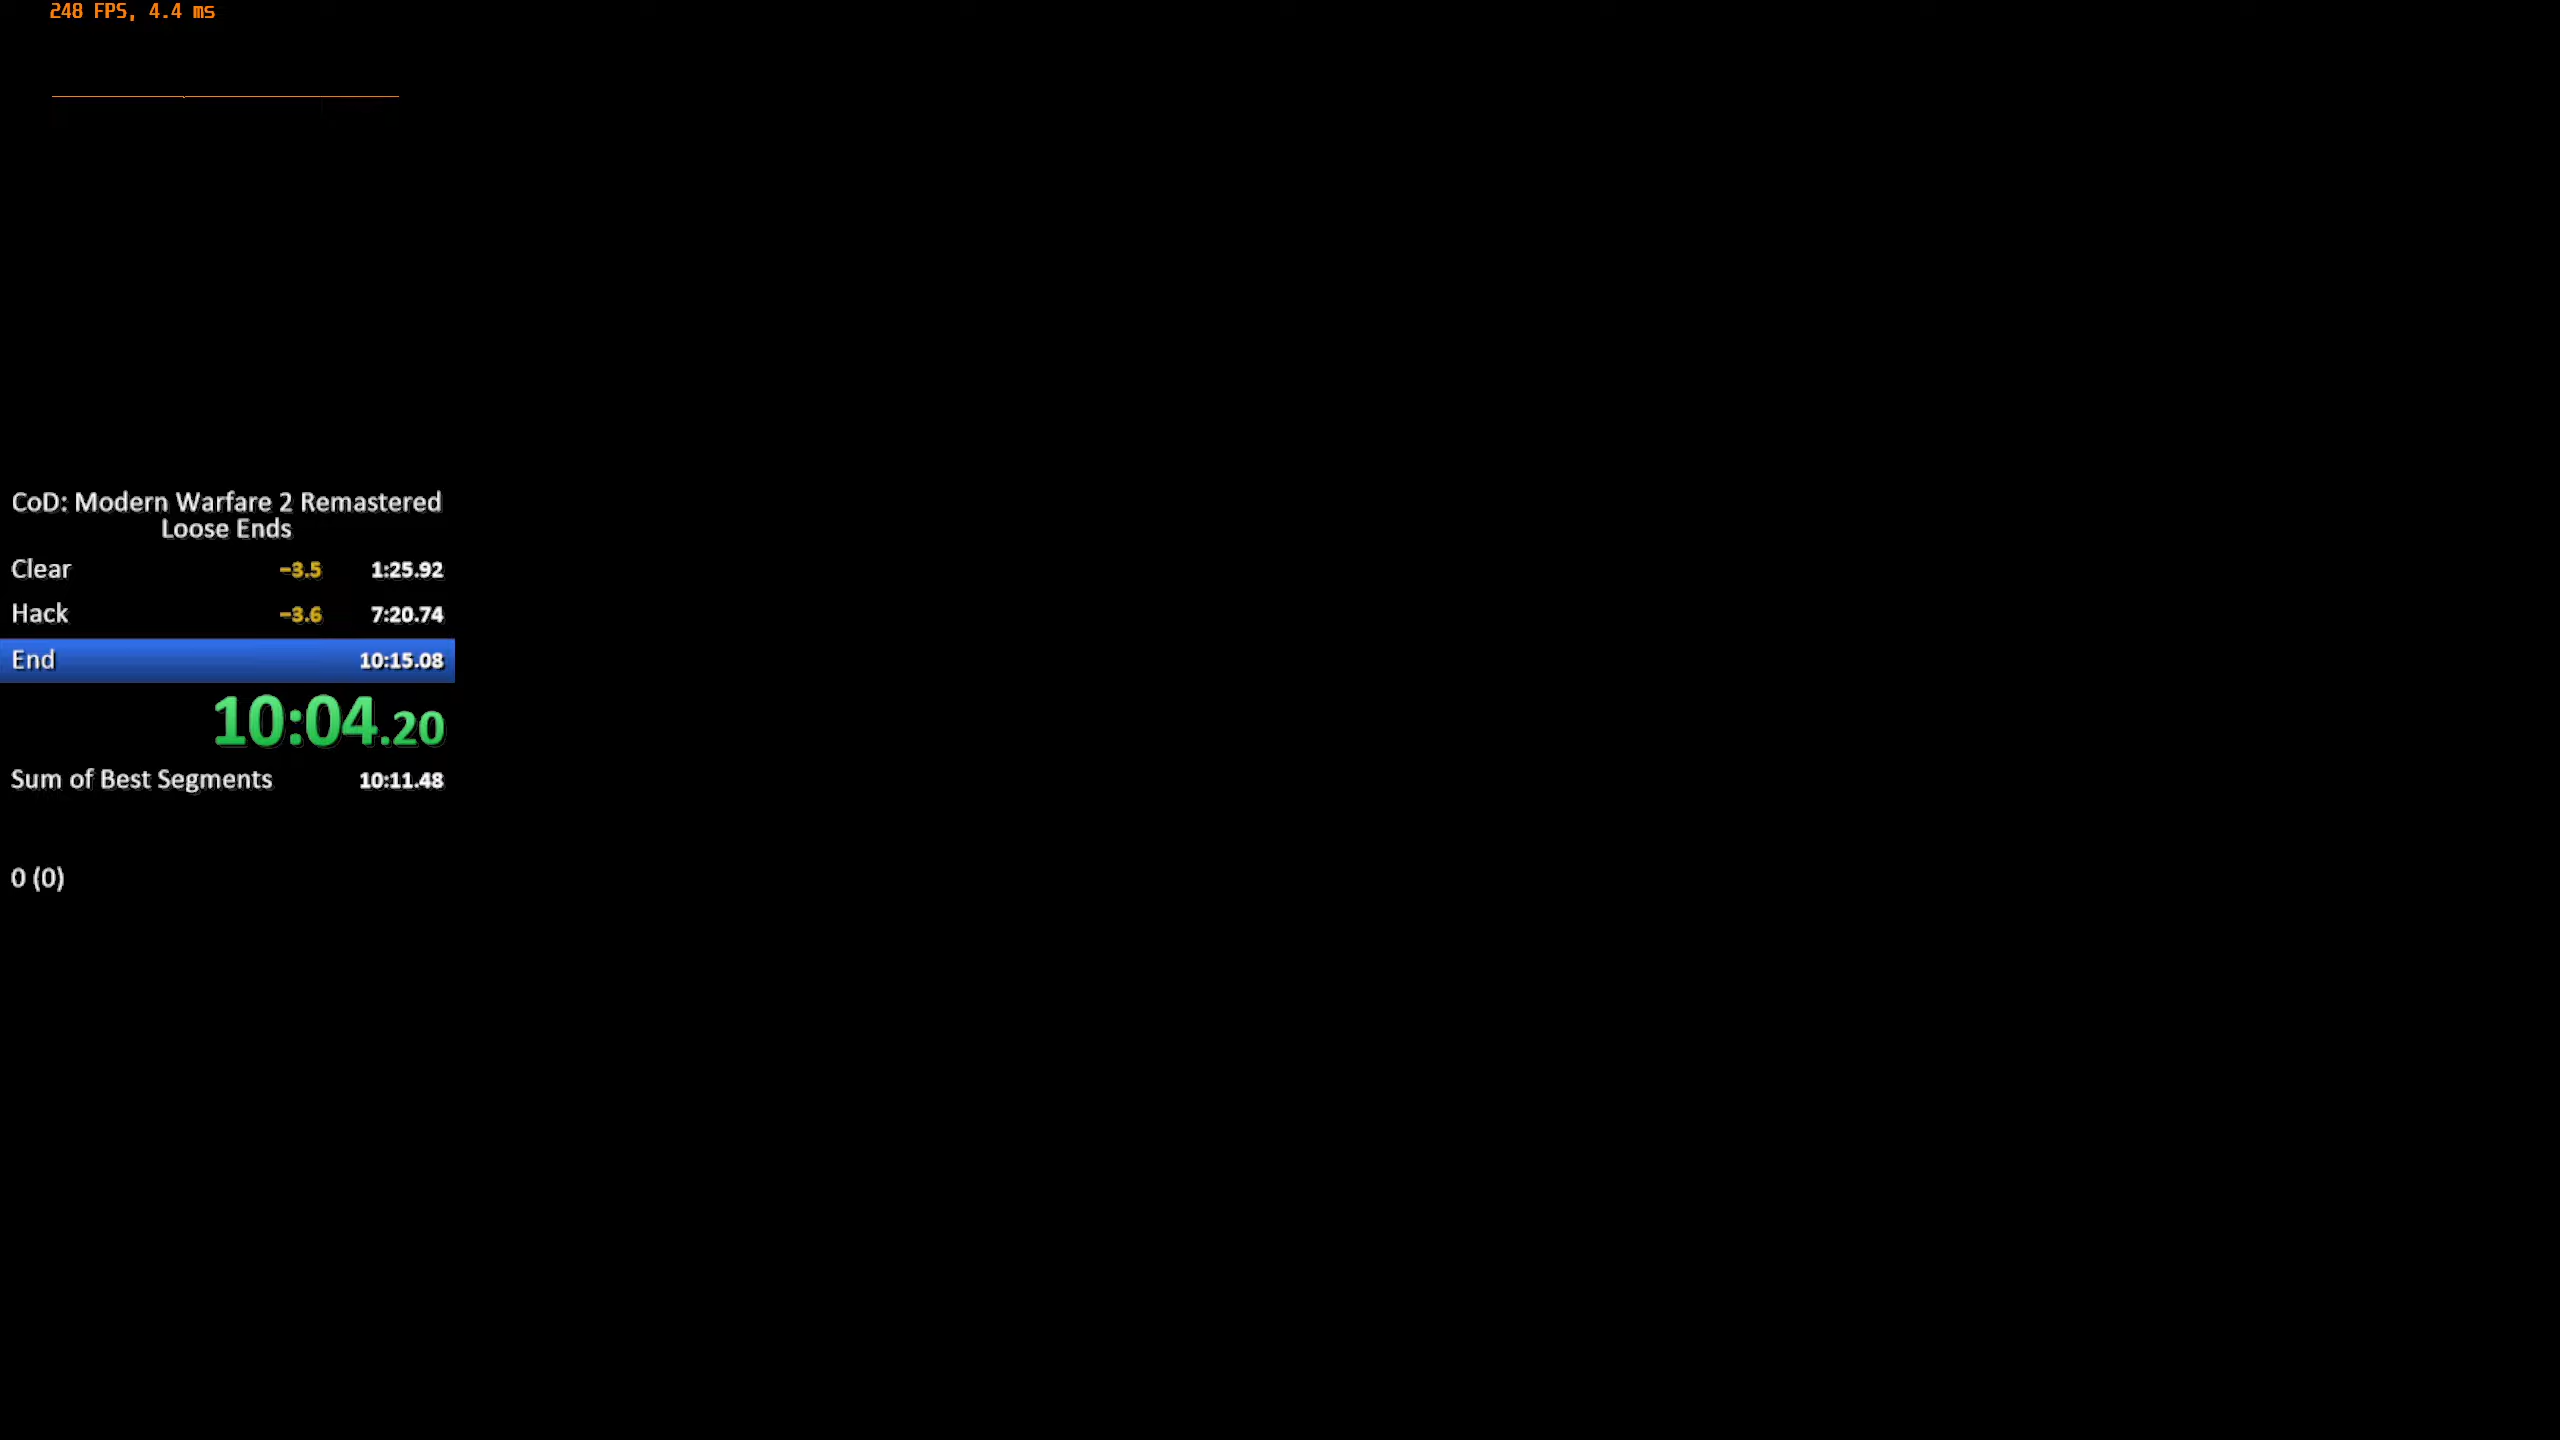 248 FPS, 4.4 ms
CoD: Modern Warfare 2 Remastered
Loose Ends
Clear −3.5 1:25.92
Hack −3.6 7:20.74
End 10:15.08
10:04.20
Sum of Best Segments 10:11.48
0 (0)